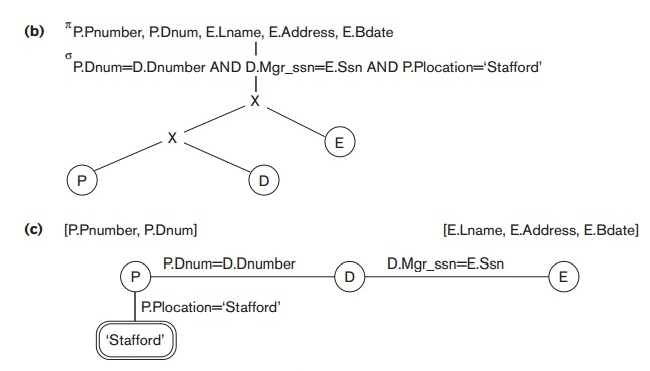 (b) π P.Pnumber, P.Dnum, E.Lname, E.Address, E.Bdate
σ P.Dnum=D.Dnumber AND D.Mgr_ssn=E.Ssn AND P.Plocation=‘Stafford’
X
X
E
P
D
(c) [P.Pnumber, P.Dnum] [E.Lname, E.Address, E.Bdate]
P.Dnum=D.Dnumber D.Mgr_ssn=E.Ssn
P D E
P.Plocation=‘Stafford’
‘Stafford’